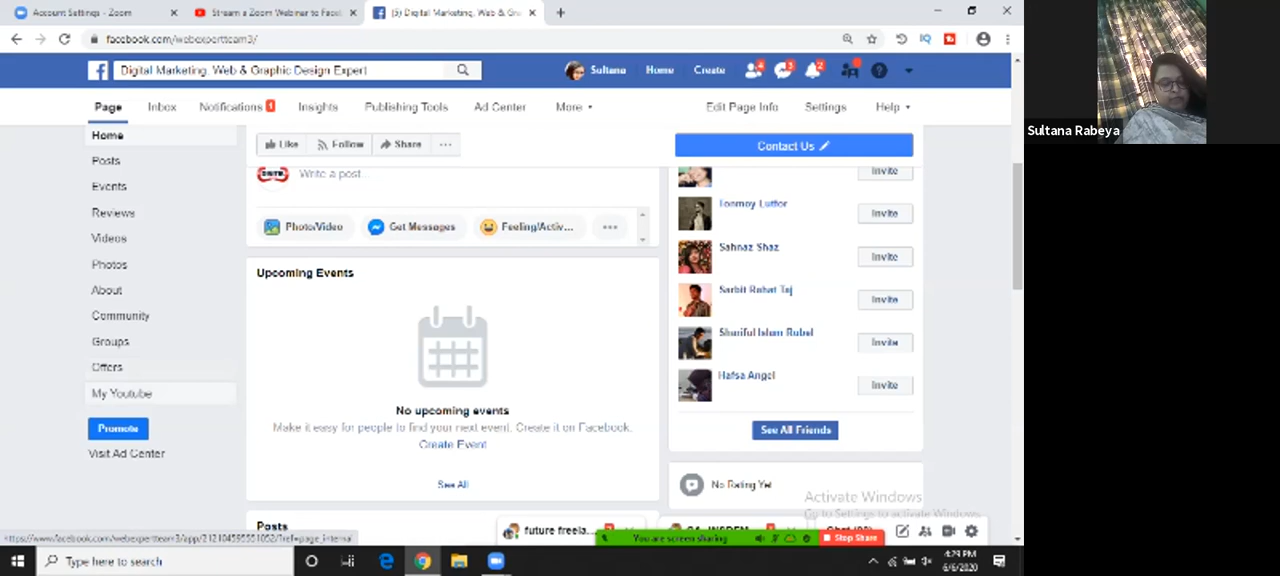 Account Settings - Zoom
Stream a Zoom Webinar to Facel
(5) Digital Marketing, Web & Gra
facebook.com/webexpertteam3/
Digital Marketing, Web & Graphic Design Expert
Sultana
Home
Create
Page
Inbox
Notifications 1
Insights
Publishing Tools
Ad Center
More
Edit Page Info
Settings
Help
Home
Posts
Events
Reviews
Videos
Photos
About
Community
Groups
Offers
My Youtube
Promote
Visit Ad Center
Like
Follow
Share
Contact Us
Write a post...
Photo/Video
Get Messages
Feeling/Activ...
Upcoming Events
No upcoming events
Make it easy for people to find your next event. Create it on Facebook.
Create Event
See All
Posts
Invite
Tonmoy Lutfor
Invite
Sahnaz Shaz
Invite
Invite
Shariful Islam Rubel
Invite
Hafsa Angel
Invite
See All Friends
No Rating Yet
Activate Windows
Go to Settings to activate Windows.
future freela...
You are screen sharing
Stop Share
Type here to search
4:29 PM
6/6/2020
Sultana Rabeya